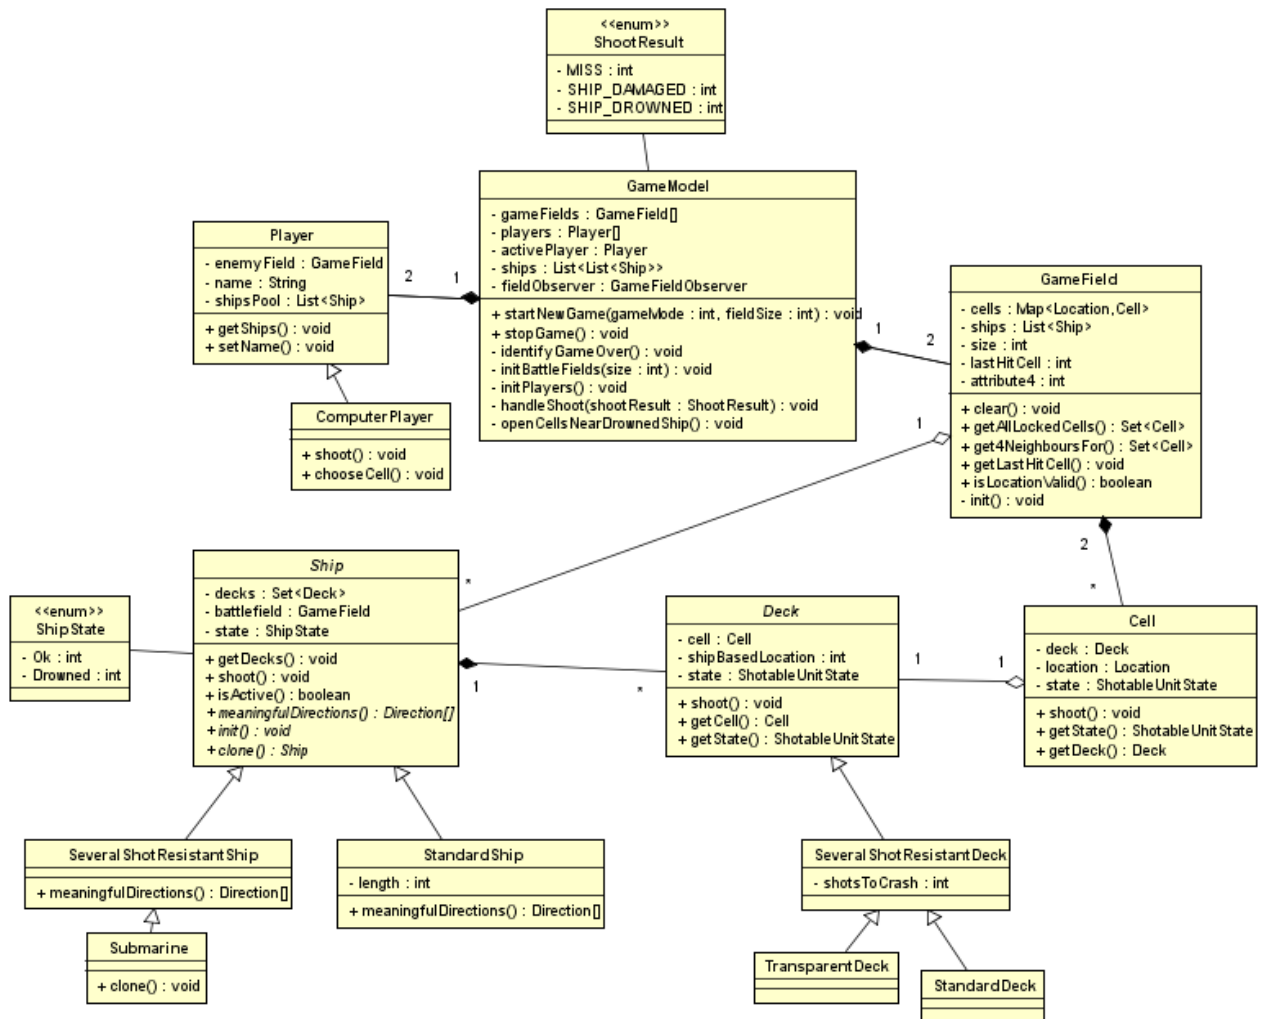 <<enum>>
ShootResult
- MISS : int
- SHIP_DAMAGED : int
- SHIP_DROWNED : int
GameModel
- gameFields : GameField[]
- players : Player[]
- activePlayer : Player
- ships : List<List<Ship>>
- fieldObserver : GameFieldObserver
+ startNewGame(gameMode : int, fieldSize : int) : void
+ stopGame() : void
- identifyGameOver() : void
- initBattleFields(size : int) : void
- initPlayers() : void
- handleShoot(shootResult : ShootResult) : void
- openCellsNearDrownedShip() : void
Player
- enemyField : GameField
- name : String
- shipsPool : List<Ship>
+ getShips() : void
+ setName() : void
2
1
ComputerPlayer
+ shoot() : void
+ chooseCell() : void
1
2
GameField
- cells : Map<Location,Cell>
- ships : List<Ship>
- size : int
- lastHitCell : int
- attribute4 : int
+ clear() : void
+ getAllLockedCells() : Set<Cell>
+ get4NeighboursFor() : Set<Cell>
+ getLastHitCell() : void
+ isLocationValid() : boolean
- init() : void
1
*
2
*
<<enum>>
ShipState
- Ok : int
- Drowned : int
Ship
- decks : Set<Deck>
- battlefield : GameField
- state : ShipState
+ getDecks() : void
+ shoot() : void
+ isActive() : boolean
+ meaningfulDirections() : Direction[]
+ init() : void
+ clone() : Ship
1
*
Deck
- cell : Cell
- shipBasedLocation : int
- state : ShotableUnitState
+ shoot() : void
+ getCell() : Cell
+ getState() : ShotableUnitState
1
1
Cell
- deck : Deck
- location : Location
- state : ShotableUnitState
+ shoot() : void
+ getState() : ShotableUnitState
+ getDeck() : Deck
SeveralShotResistantShip
+ meaningfulDirections() : Direction[]
StandardShip
- length : int
+ meaningfulDirections() : Direction[]
SeveralShotResistantDeck
- shotsToCrash : int
Submarine
+ clone() : void
TransparentDeck
StandardDeck